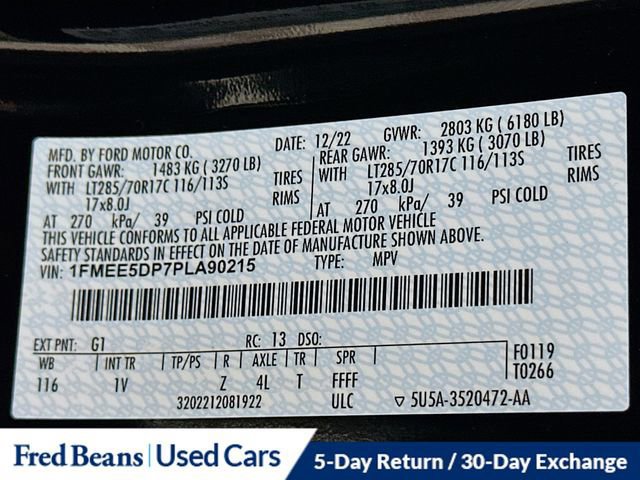 MFD. BY FORD MOTOR CO. DATE: 12/22 GVWR: 2803 KG ( 6180 LB)
FRONT GAWR: 1483 KG ( 3270 LB) REAR GAWR: 1393 KG ( 3070 LB)
WITH LT285/70R17C 116/113S TIRES WITH LT285/70R17C 116/113S TIRES
17x8.0J RIMS 17x8.0J RIMS
AT 270 kPa/ 39 PSI COLD AT 270 kPa/ 39 PSI COLD
THIS VEHICLE CONFORMS TO ALL APPLICABLE FEDERAL MOTOR VEHICLE
SAFETY STANDARDS IN EFFECT ON THE DATE OF MANUFACTURE SHOWN ABOVE.
VIN: 1FMEE5DP7PLA90215 TYPE: MPV
EXT PNT: G1 RC: 13 DSO: F0119
WB INT TR TP/PS R AXLE TR SPR T0266
116 1V Z 4L T FFFF
3202212081922 ULC ▽ 5U5A-3520472-AA
Fred Beans | Used Cars 5-Day Return / 30-Day Exchange